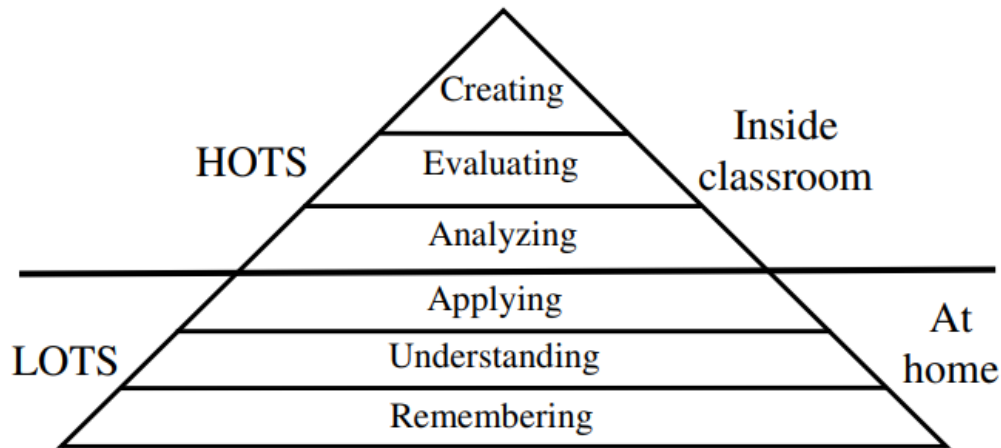 Creating
Inside
classroom
HOTS
Evaluating
Analyzing
Applying
At
home
LOTS
Understanding
Remembering